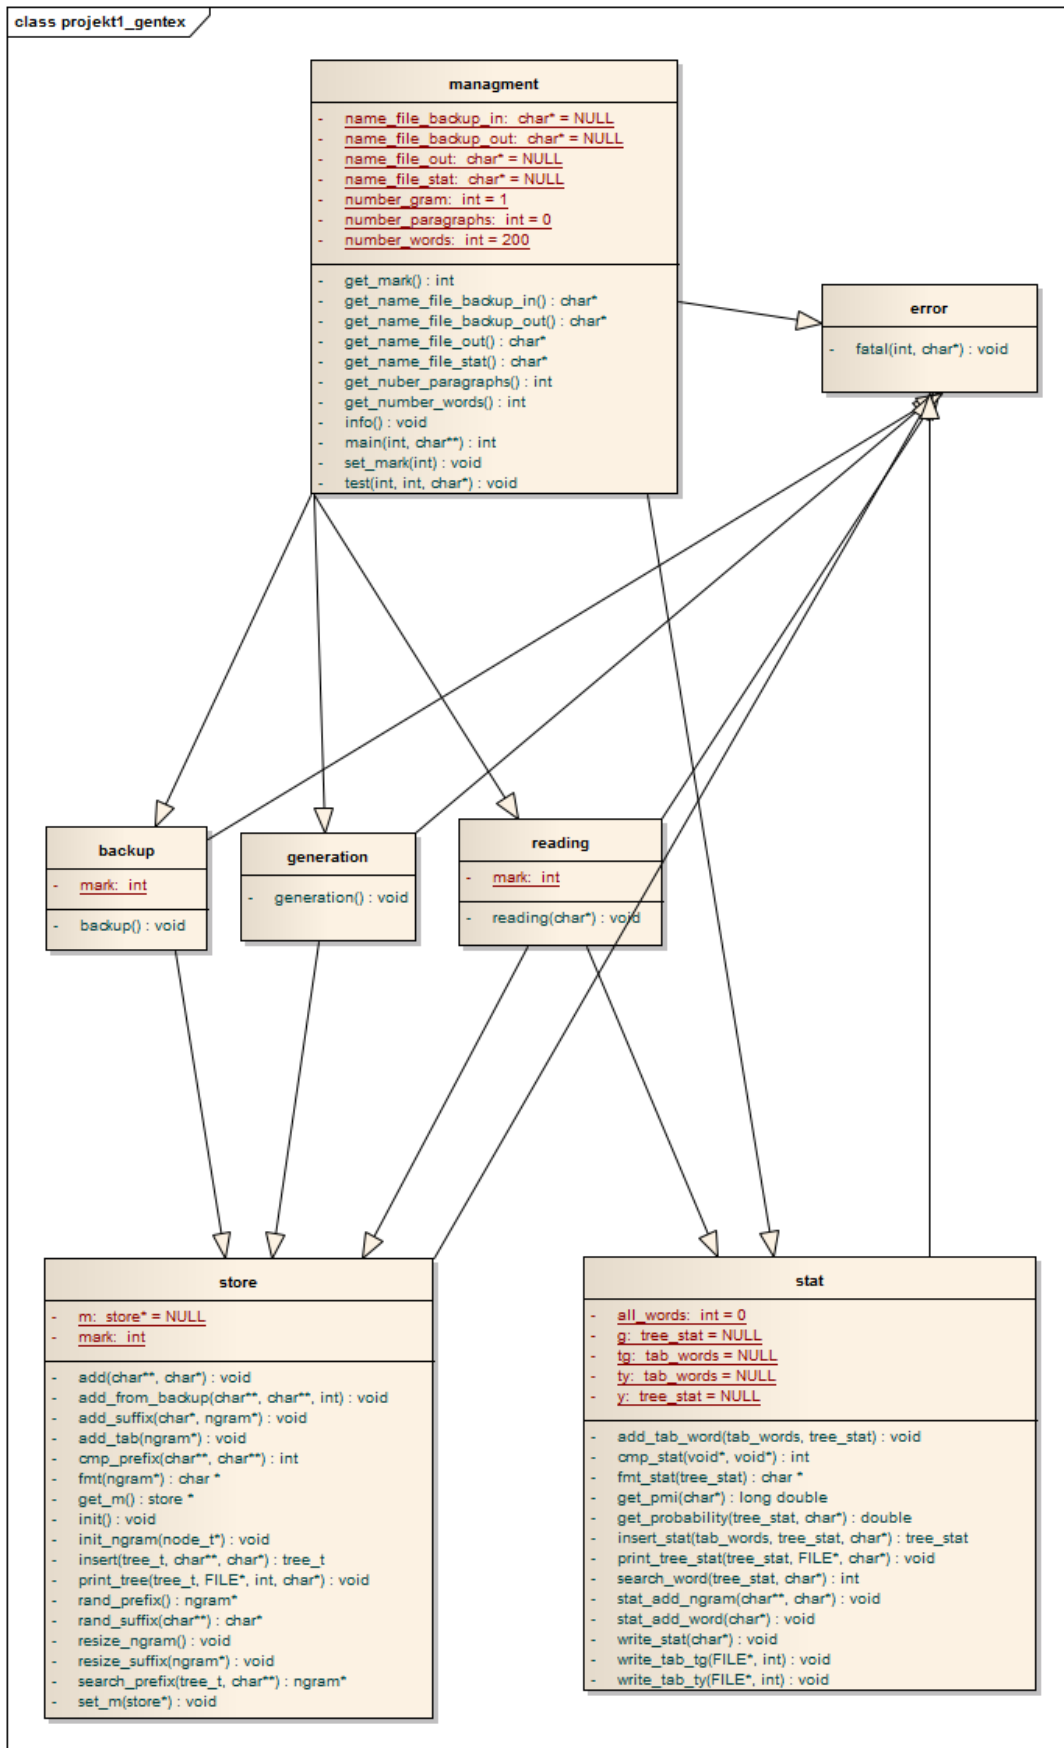 class projekt1_gentex
managment
- name_file_backup_in: char* = NULL
- name_file_backup_out: char* = NULL
- name_file_out: char* = NULL
- name_file_stat: char* = NULL
- number_gram: int = 1
- number_paragraphs: int = 0
- number_words: int = 200
- get_mark() : int
- get_name_file_backup_in() : char*
- get_name_file_backup_out() : char*
- get_name_file_out() : char*
- get_name_file_stat() : char*
- get_nuber_paragraphs() : int
- get_number_words() : int
- info() : void
- main(int, char**) : int
- set_mark(int) : void
- test(int, int, char*) : void
error
- fatal(int, char*) : void
backup
- mark: int
- backup() : void
generation
- generation() : void
reading
- mark: int
- reading(char*) : void
store
- m: store* = NULL
- mark: int
- add(char**, char*) : void
- add_from_backup(char**, char**, int) : void
- add_suffix(char*, ngram*) : void
- add_tab(ngram*) : void
- cmp_prefix(char**, char**) : int
- fmt(ngram*) : char *
- get_m() : store *
- init() : void
- init_ngram(node_t*) : void
- insert(tree_t, char**, char*) : tree_t
- print_tree(tree_t, FILE*, int, char*) : void
- rand_prefix() : ngram*
- rand_suffix(char**) : char*
- resize_ngram() : void
- resize_suffix(ngram*) : void
- search_prefix(tree_t, char**) : ngram*
- set_m(store*) : void
stat
- all_words: int = 0
- g: tree_stat = NULL
- tg: tab_words = NULL
- ty: tab_words = NULL
- y: tree_stat = NULL
- add_tab_word(tab_words, tree_stat) : void
- cmp_stat(void*, void*) : int
- fmt_stat(tree_stat) : char *
- get_pmi(char*) : long double
- get_probability(tree_stat, char*) : double
- insert_stat(tab_words, tree_stat, char*) : tree_stat
- print_tree_stat(tree_stat, FILE*, char*) : void
- search_word(tree_stat, char*) : int
- stat_add_ngram(char**, char*) : void
- stat_add_word(char*) : void
- write_stat(char*) : void
- write_tab_tg(FILE*, int) : void
- write_tab_ty(FILE*, int) : void